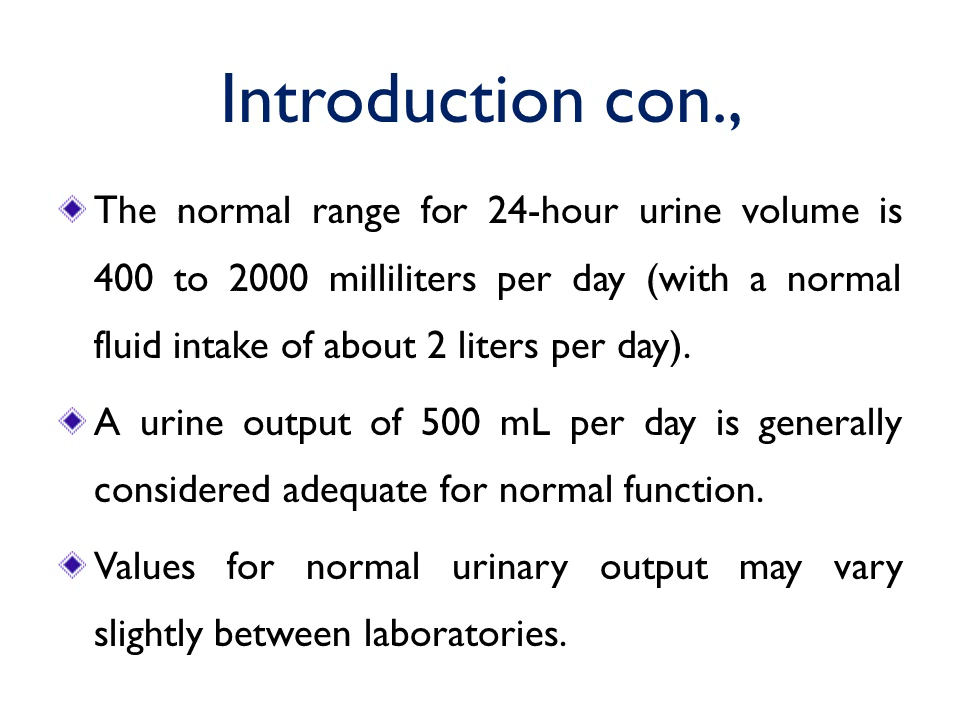 Introduction con.,
The normal range for 24-hour urine volume is
400 to 2000 milliliters per day (with a normal
fluid intake of about 2 liters per day).
A urine output of 500 mL per day is generally
considered adequate for normal function.
Values for normal urinary output may vary
slightly between laboratories.